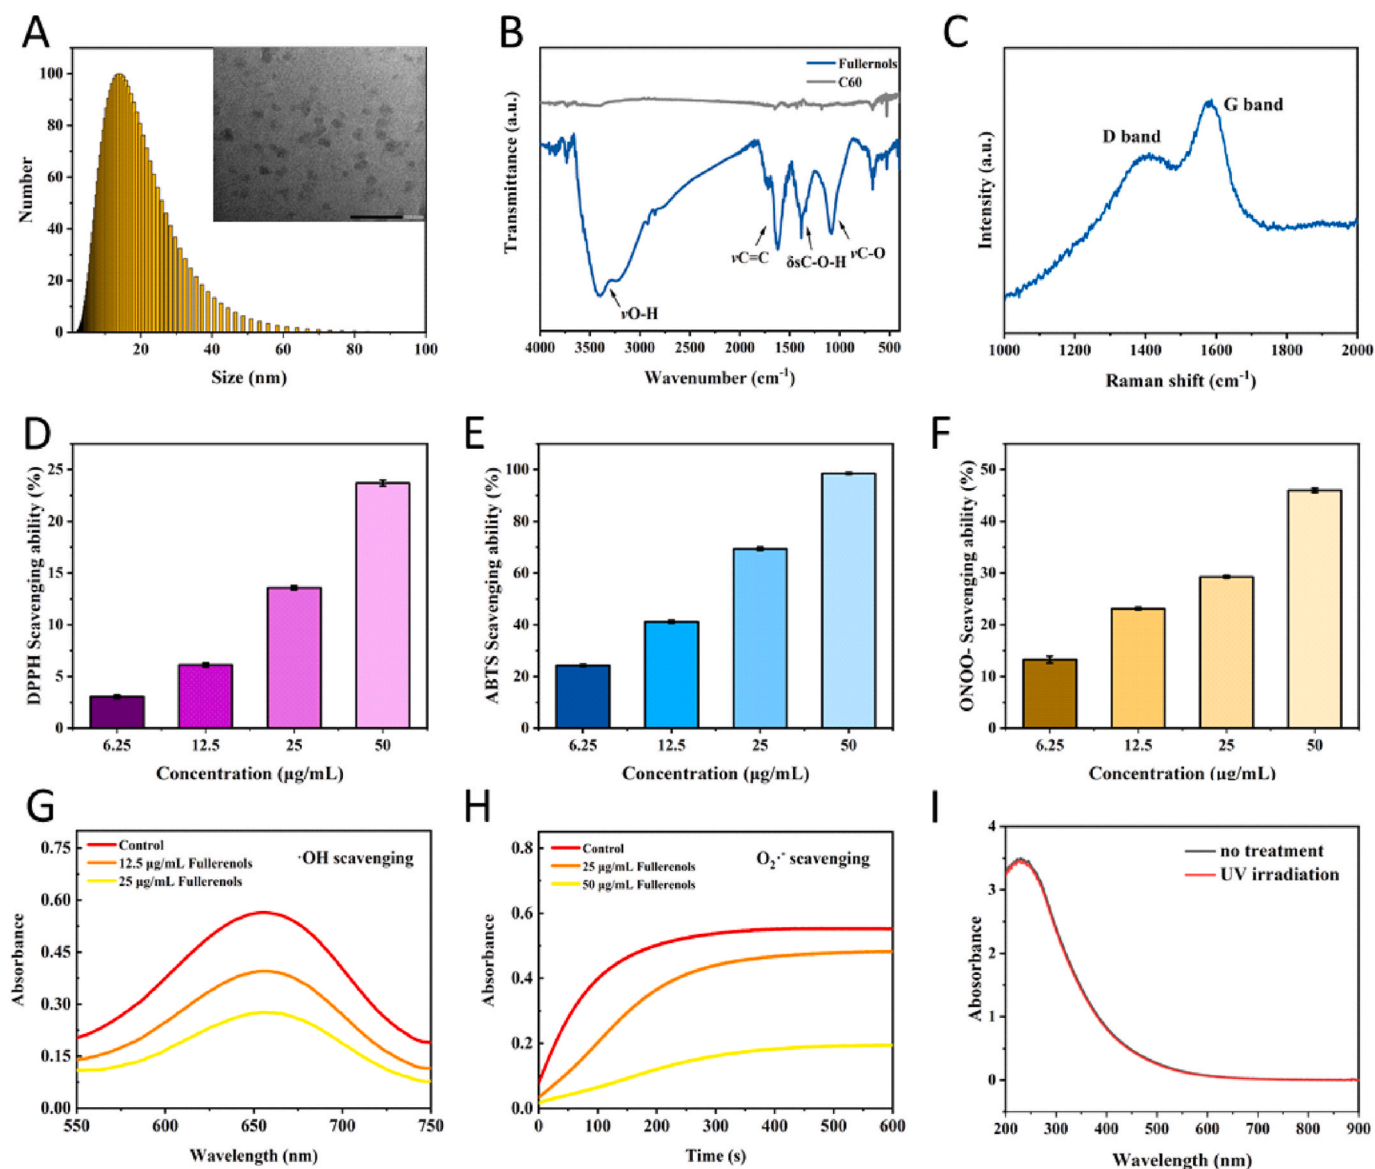 A
100
80
60
40
20
0
20
40
60
80
100
Number
Size (nm)
B
Fullernols
C60
νC=C
δsC-O-H
νC-O
νO-H
4000
3500
3000
2500
2000
1500
1000
500
Transmittance (a.u.)
Wavenumber (cm⁻¹)
C
D band
G band
1000
1200
1400
1600
1800
2000
Intensity (a.u.)
Raman shift (cm⁻¹)
D
25
20
15
10
5
0
6.25
12.5
25
50
DPPH Scavenging ability (%)
Concentration (µg/mL)
E
100
80
60
40
20
0
6.25
12.5
25
50
ABTS Scavenging ability (%)
Concentration (µg/mL)
F
50
40
30
20
10
0
6.25
12.5
25
50
ONOO- Scavenging ability (%)
Concentration (µg/mL)
G
Control
12.5 µg/mL Fullerenols
25 µg/mL Fullerenols
·OH scavenging
0.75
0.60
0.45
0.30
0.15
0.00
550
600
650
700
750
Absorbance
Wavelength (nm)
H
Control
25 µg/mL Fullerenols
50 µg/mL Fullerenols
O₂·⁻ scavenging
0.8
0.6
0.4
0.2
0.0
0
100
200
300
400
500
600
Absorbance
Time (s)
I
no treatment
UV irradiation
4
3
2
1
0
200
300
400
500
600
700
800
900
Abosorbance
Wavelength (nm)